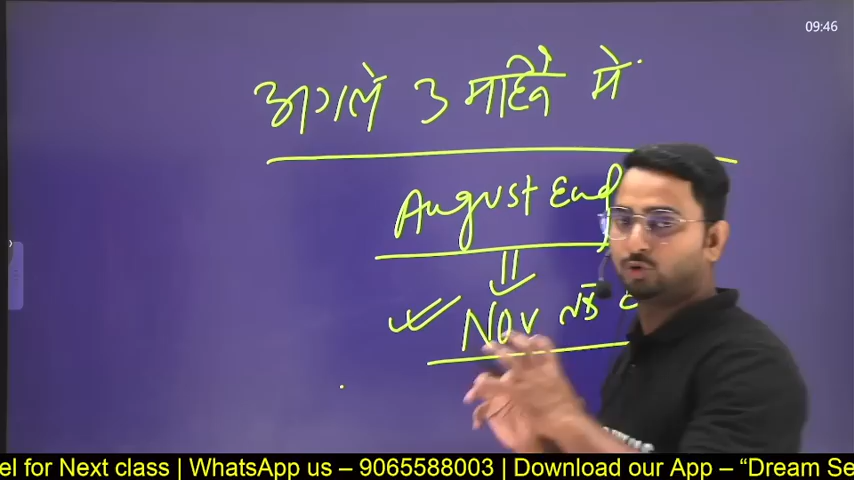 09:46
अगले 3 महिने में
August End
Nov तक
el for Next class | WhatsApp us – 9065588003 | Download our App – “Dream Se